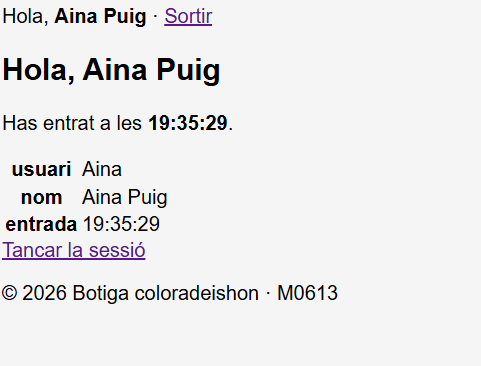 Hola, Aina Puig · Sortir
Hola, Aina Puig
Has entrat a les 19:35:29.
usuari Aina
nom Aina Puig
entrada 19:35:29
Tancar la sessió
© 2026 Botiga coloradeishon · M0613